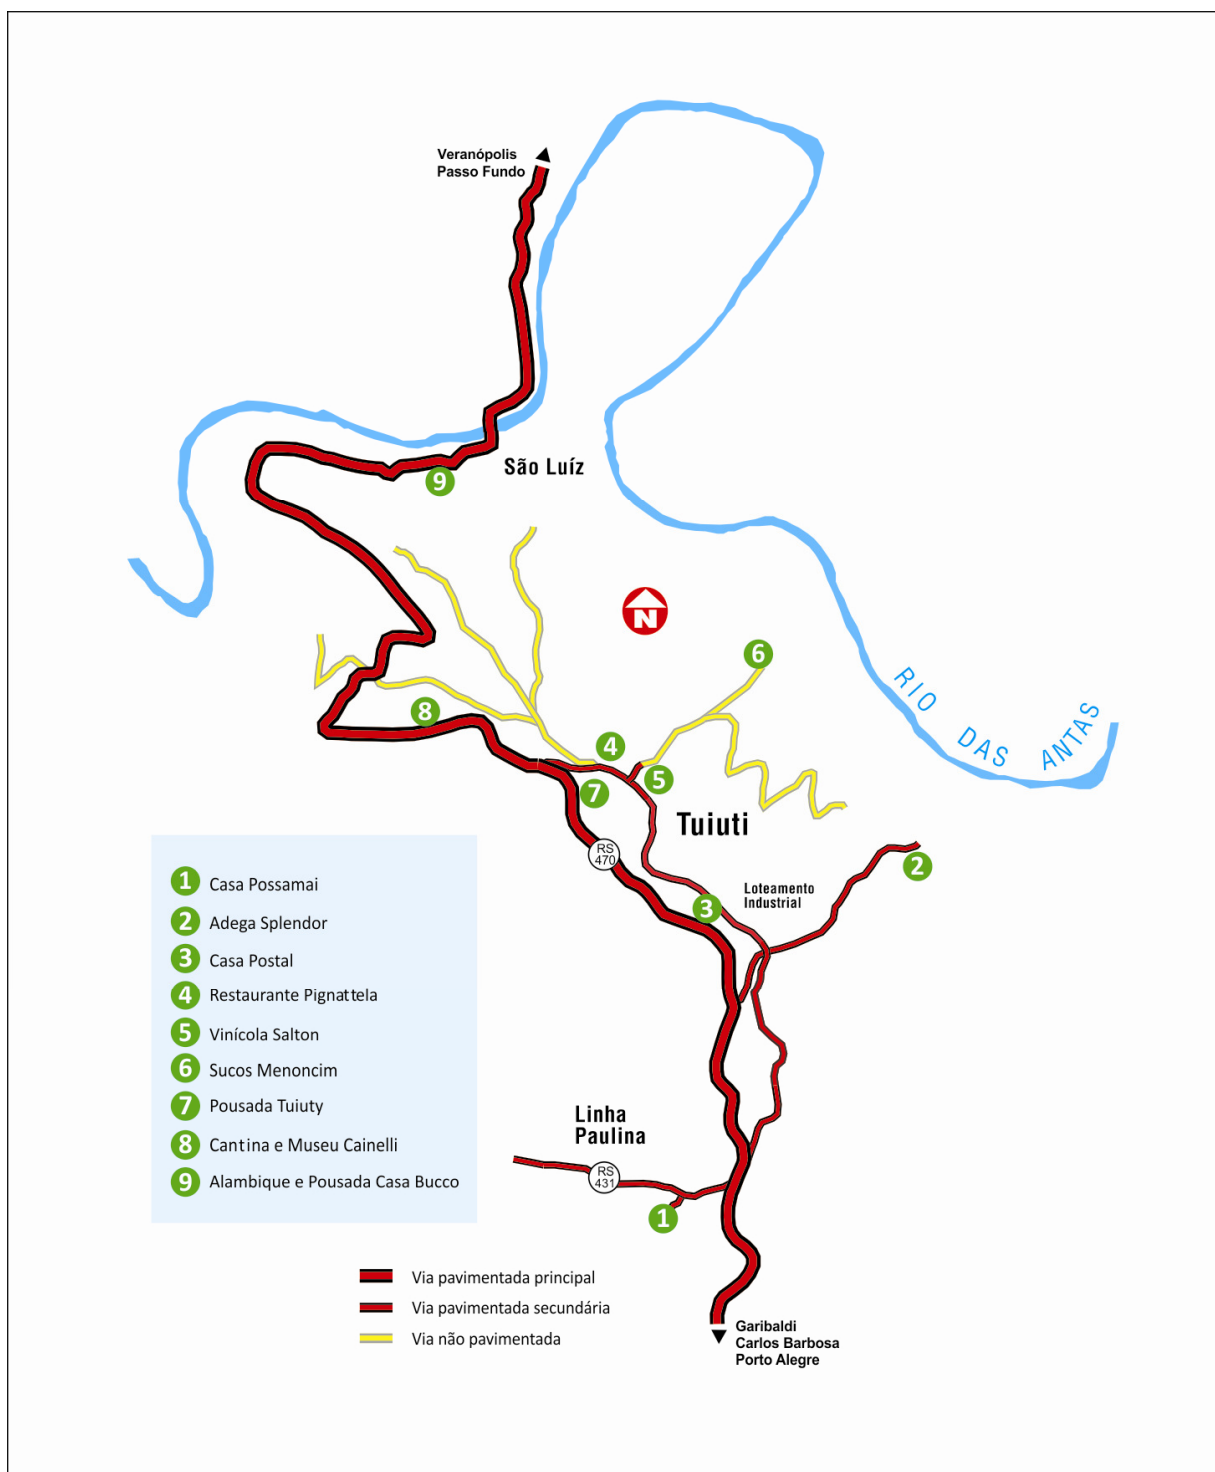 Veranópolis
Passo Fundo
9
São Luíz
N
6
RIO DAS ANTAS
8
4
5
7
Tuiuti
RS
470
2
Loteamento
Industrial
3
1 Casa Possamai
2 Adega Splendor
3 Casa Postal
4 Restaurante Pignattela
5 Vinícola Salton
6 Sucos Menoncim
7 Pousada Tuiuty
8 Cantina e Museu Cainelli
9 Alambique e Pousada Casa Bucco
Linha
Paulina
RS
431
1
Via pavimentada principal
Via pavimentada secundária
Via não pavimentada
Garibaldi
Carlos Barbosa
Porto Alegre